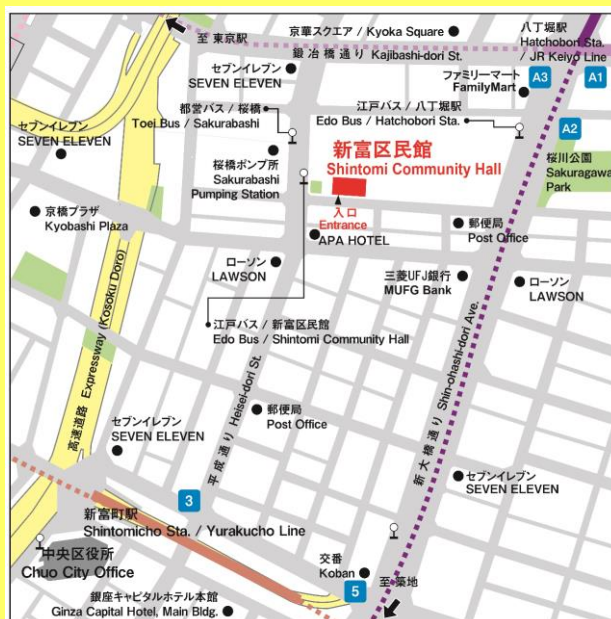 至 東京駅
京華スクエア / Kyoka Square
鍛冶橋通り Kajibashi-dori St.
八丁堀駅
Hatchobori Sta.
/ JR Keiyo Line
セブンイレブン
SEVEN ELEVEN
ファミリーマート
FamilyMart
A3
A1
都営バス / 桜橋
Toei Bus / Sakurabashi
江戸バス / 八丁堀駅
Edo Bus / Hatchobori Sta.
A2
セブンイレブン
SEVEN ELEVEN
桜橋ポンプ所
Sakurabashi
Pumping Station
新富区民館
Shintomi Community Hall
桜川公園
Sakuragawa
Park
入口
Entrance
京橋プラザ
Kyobashi Plaza
APA HOTEL
郵便局
Post Office
ローソン
LAWSON
三菱UFJ銀行
MUFG Bank
ローソン
LAWSON
江戸バス / 新富区民館
Edo Bus / Shintomi Community Hall
高速道路 Expressway (Kosoku Doro)
平成通り Heisei-dori St.
新大橋通り Shin-ohashi-dori Ave.
郵便局
Post Office
セブンイレブン
SEVEN ELEVEN
セブンイレブン
SEVEN ELEVEN
3
新富町駅
Shintomicho Sta. / Yurakucho Line
中央区役所
Chuo City Office
交番
Koban
5
至 築地
銀座キャピタルホテル本館
Ginza Capital Hotel, Main Bldg.